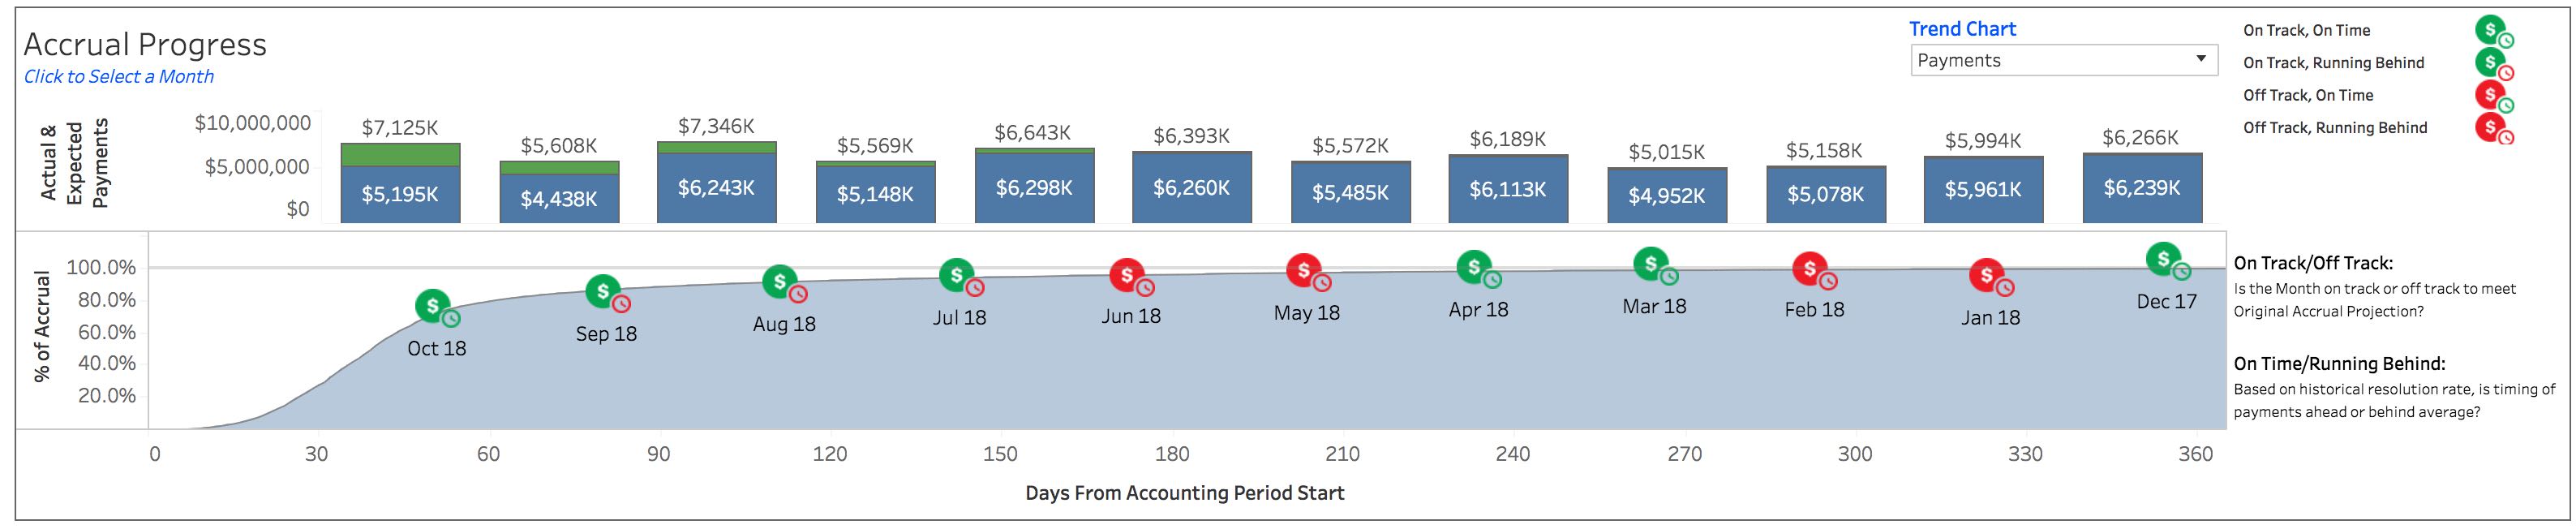 Accrual Progress
Click to Select a Month
Trend Chart
Payments
On Track, On Time
On Track, Running Behind
Off Track, On Time
Off Track, Running Behind
Actual &
Expected
Payments
$10,000,000
$5,000,000
$0
$7,125K
$5,608K
$7,346K
$5,569K
$6,643K
$6,393K
$5,572K
$6,189K
$5,015K
$5,158K
$5,994K
$6,266K
$5,195K
$4,438K
$6,243K
$5,148K
$6,298K
$6,260K
$5,485K
$6,113K
$4,952K
$5,078K
$5,961K
$6,239K
% of Accrual
100.0%
80.0%
60.0%
40.0%
20.0%
$
$
$
$
$
$
$
$
$
$
$
$
Oct 18
Sep 18
Aug 18
Jul 18
Jun 18
May 18
Apr 18
Mar 18
Feb 18
Jan 18
Dec 17
On Track/Off Track:
Is the Month on track or off track to meet
Original Accrual Projection?
On Time/Running Behind:
Based on historical resolution rate, is timing of
payments ahead or behind average?
0 30 60 90 120 150 180 210 240 270 300 330 360
Days From Accounting Period Start